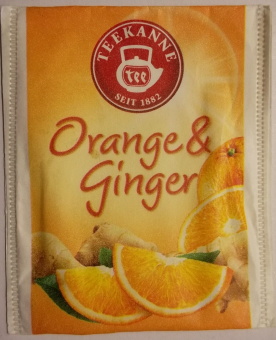 TEEKANNE
tee
SEIT 1882
Orange &
Ginger